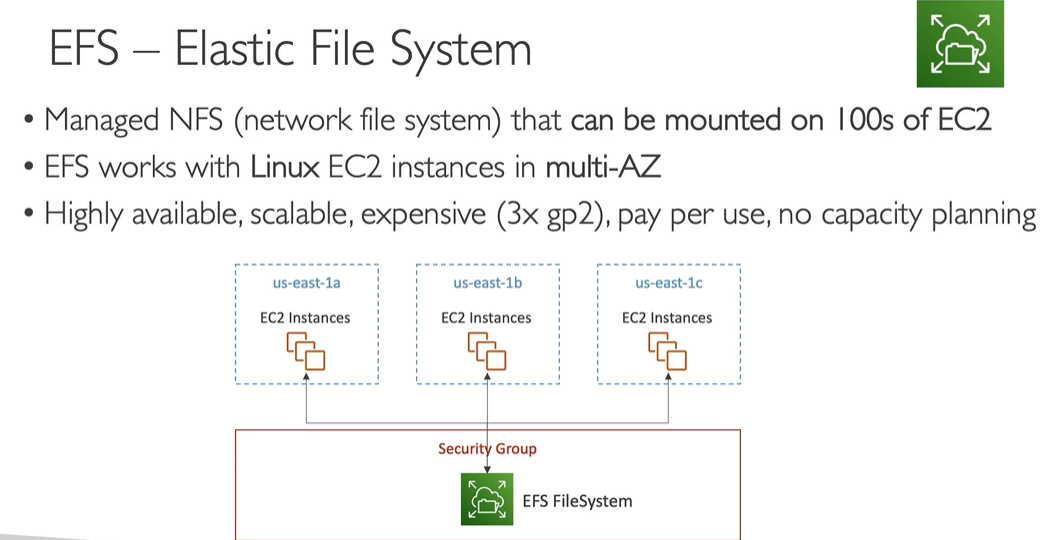 EFS – Elastic File System
• Managed NFS (network file system) that can be mounted on 100s of EC2
• EFS works with Linux EC2 instances in multi-AZ
• Highly available, scalable, expensive (3x gp2), pay per use, no capacity planning
us-east-1a
us-east-1b
us-east-1c
EC2 Instances
EC2 Instances
EC2 Instances
Security Group
EFS FileSystem